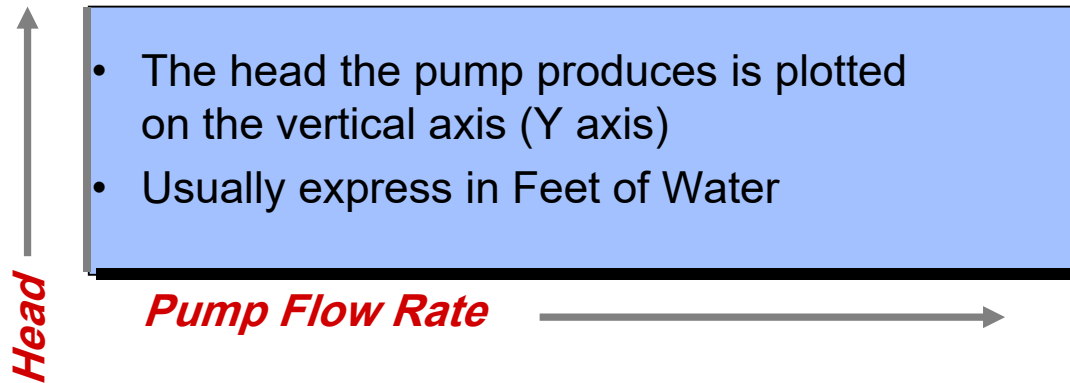 • The head the pump produces is plotted
on the vertical axis (Y axis)
• Usually express in Feet of Water
Head
Pump Flow Rate